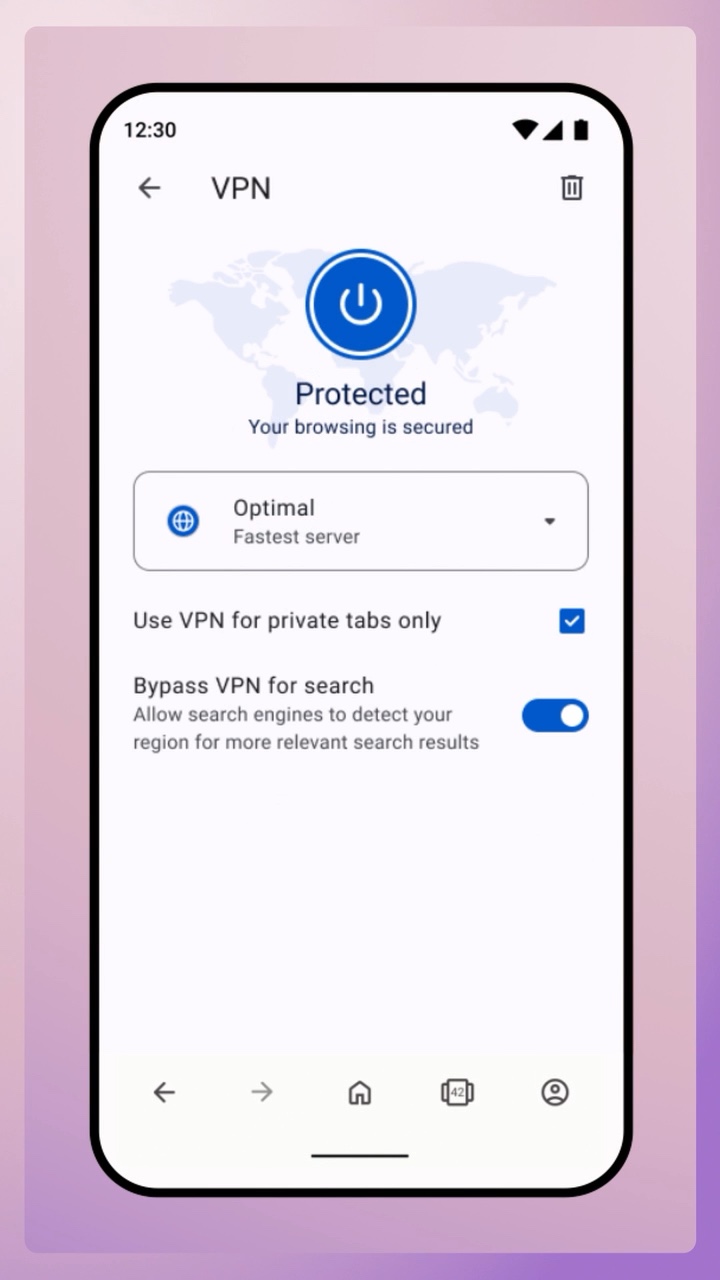 12:30
VPN
Protected
Your browsing is secured
Optimal
Fastest server
Use VPN for private tabs only
Bypass VPN for search
Allow search engines to detect your
region for more relevant search results
42